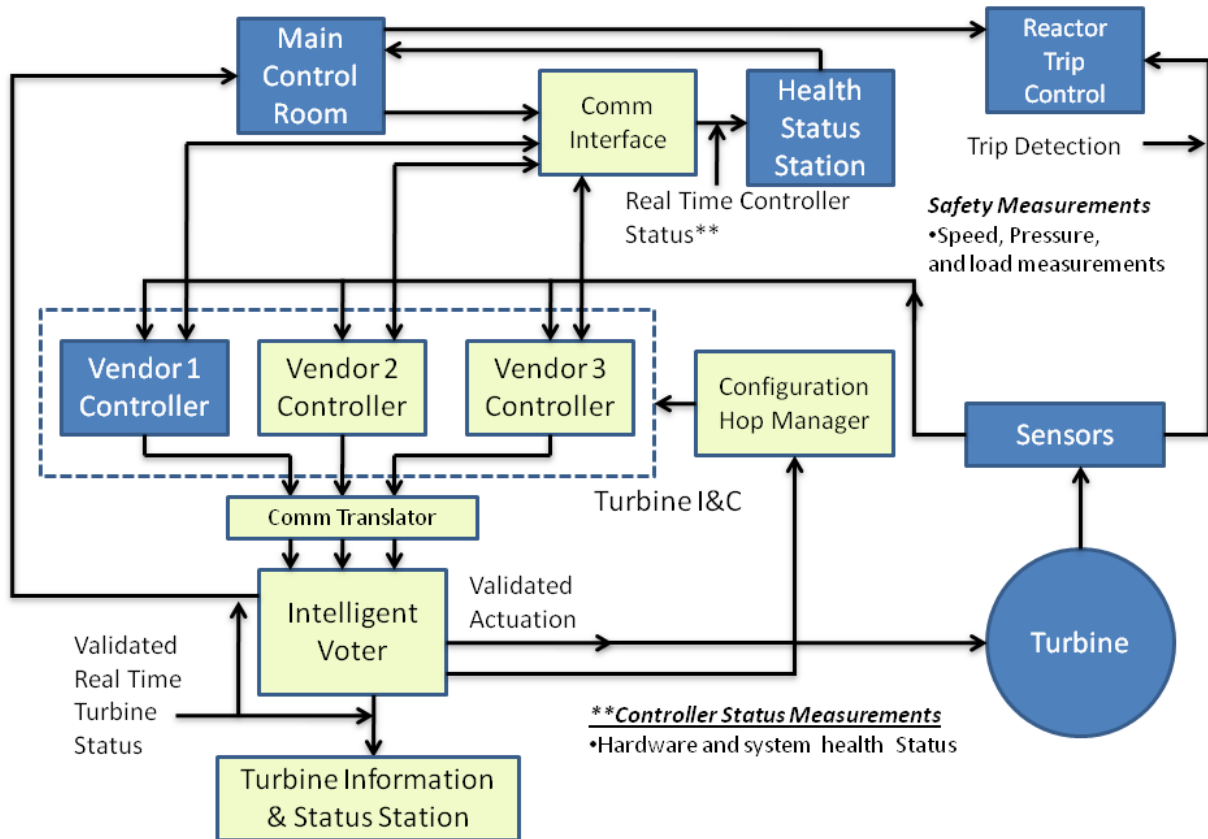 Main
Control
Room
Reactor
Trip
Control
Comm
Interface
Health
Status
Station
Trip Detection
Real Time Controller
Status**
Safety Measurements
•Speed, Pressure,
and load measurements
Vendor 1
Controller
Vendor 2
Controller
Vendor 3
Controller
Configuration
Hop Manager
Sensors
Turbine I&C
Comm Translator
Intelligent
Voter
Validated
Actuation
Turbine
Validated
Real Time
Turbine
Status
**Controller Status Measurements
•Hardware and system health Status
Turbine Information
& Status Station